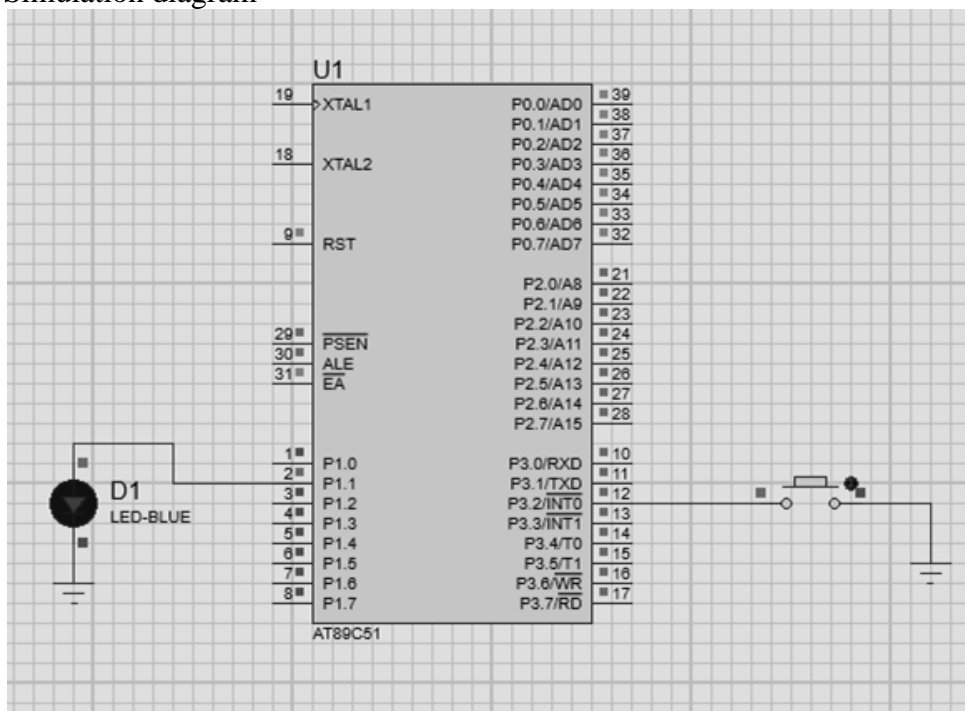 Simulation diagram
U1
19 XTAL1 P0.0/AD0 39
P0.1/AD1 38
P0.2/AD2 37
18 XTAL2 P0.3/AD3 36
P0.4/AD4 35
P0.5/AD5 34
P0.6/AD6 33
9 RST P0.7/AD7 32
P2.0/A8 21
P2.1/A9 22
P2.2/A10 23
29 PSEN P2.3/A11 24
30 ALE P2.4/A12 25
31 EA P2.5/A13 26
P2.6/A14 27
P2.7/A15 28
1 P1.0 P3.0/RXD 10
D1 2 P1.1 P3.1/TXD 11
LED-BLUE 3 P1.2 P3.2/INT0 12
4 P1.3 P3.3/INT1 13
5 P1.4 P3.4/T0 14
6 P1.5 P3.5/T1 15
7 P1.6 P3.6/WR 16
8 P1.7 P3.7/RD 17
AT89C51